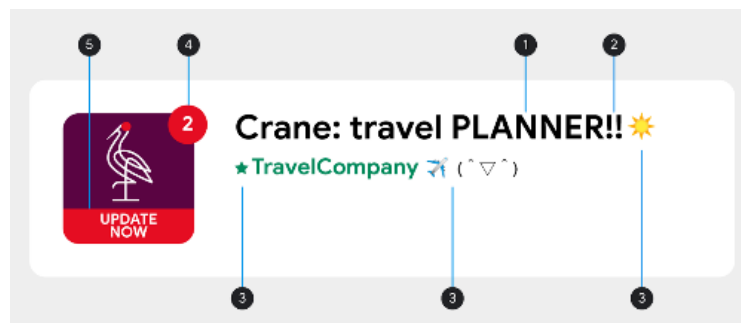 5 4 1 2
2
Crane: travel PLANNER!!☀️
★TravelCompany ✈️ (ˆ▽ˆ)
UPDATE
NOW
3 3 3